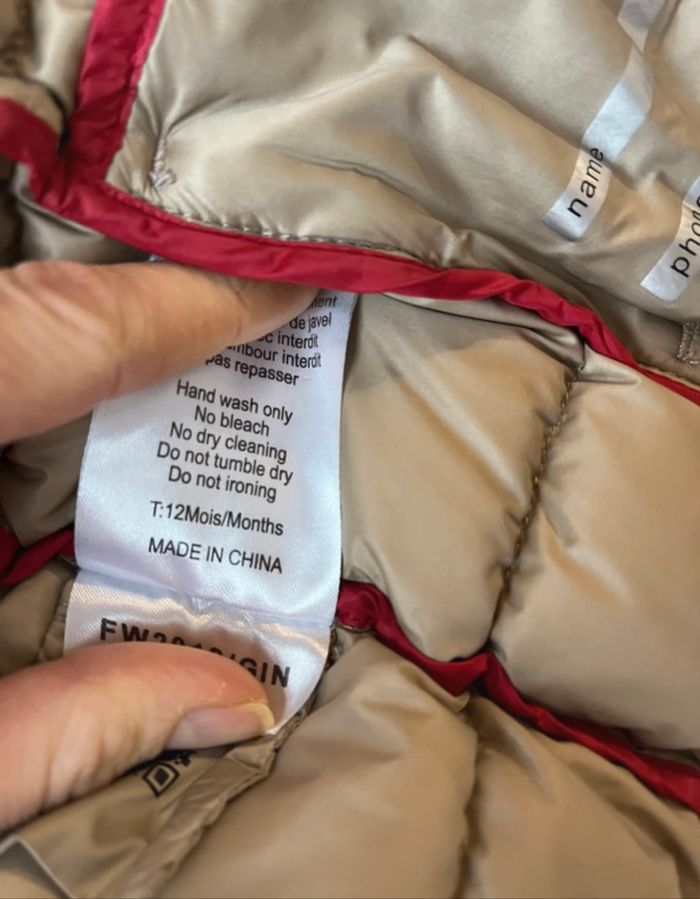 de javel
interdit
interdit
pas repasser
Hand wash only
No bleach
No dry cleaning
Do not tumble dry
Do not ironing
T:12Mois/Months
MADE IN CHINA
name